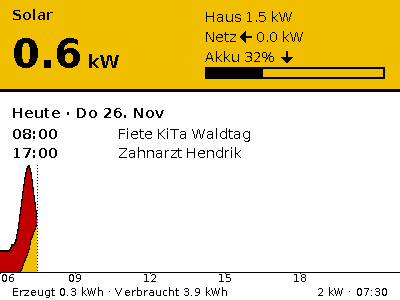 Solar
0.6 kW
Haus 1.5 kW
Netz 0.0 kW
Akku 32%
Heute · Do 26. Nov
08:00 Fiete KiTa Waldtag
17:00 Zahnarzt Hendrik
06 09 12 15 18
Erzeugt 0.3 kWh · Verbraucht 3.9 kWh 2 kW · 07:30